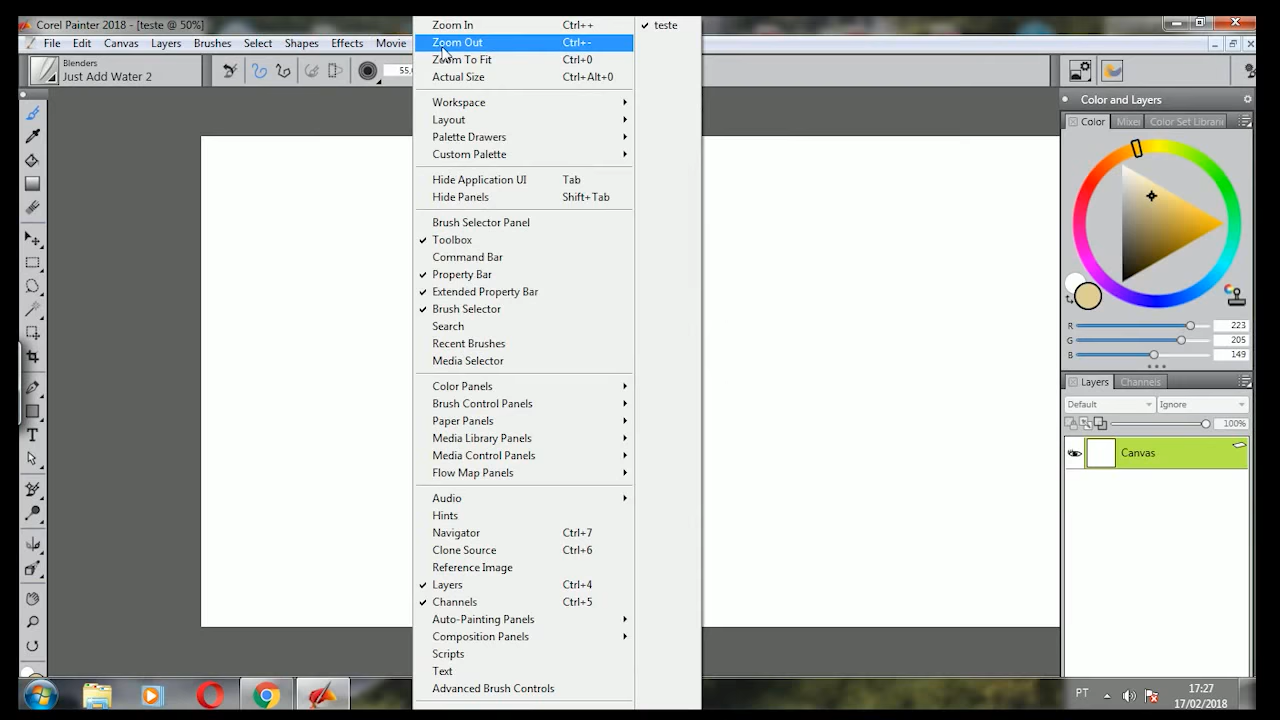 Corel Painter 2018 - [teste @ 50%]
File Edit Canvas Layers Brushes Select Shapes Effects Movie
Blenders
Just Add Water 2
55,
Zoom In Ctrl++
Zoom Out Ctrl+-
Zoom To Fit Ctrl+0
Actual Size Ctrl+Alt+0
Workspace
Layout
Palette Drawers
Custom Palette
Hide Application UI Tab
Hide Panels Shift+Tab
Brush Selector Panel
Toolbox
Command Bar
Property Bar
Extended Property Bar
Brush Selector
Search
Recent Brushes
Media Selector
Color Panels
Brush Control Panels
Paper Panels
Media Library Panels
Media Control Panels
Flow Map Panels
Audio
Hints
Navigator Ctrl+7
Clone Source Ctrl+6
Reference Image
Layers Ctrl+4
Channels Ctrl+5
Auto-Painting Panels
Composition Panels
Scripts
Text
Advanced Brush Controls
teste
Color and Layers
Color Mixer Color Set Librari
R 223
G 205
B 149
Layers Channels
Default Ignore
100%
Canvas
PT 17:27
17/02/2018